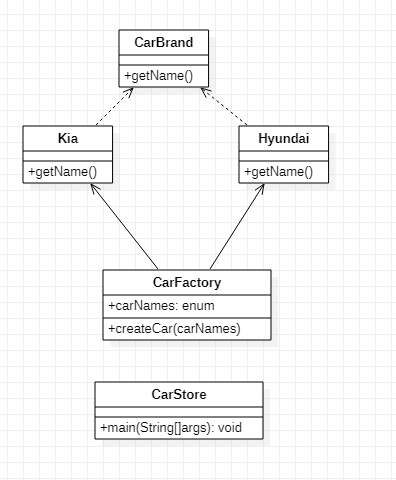 CarBrand
+getName()
Kia
Hyundai
+getName()
+getName()
CarFactory
+carNames: enum
+createCar(carNames)
CarStore
+main(String[]args): void